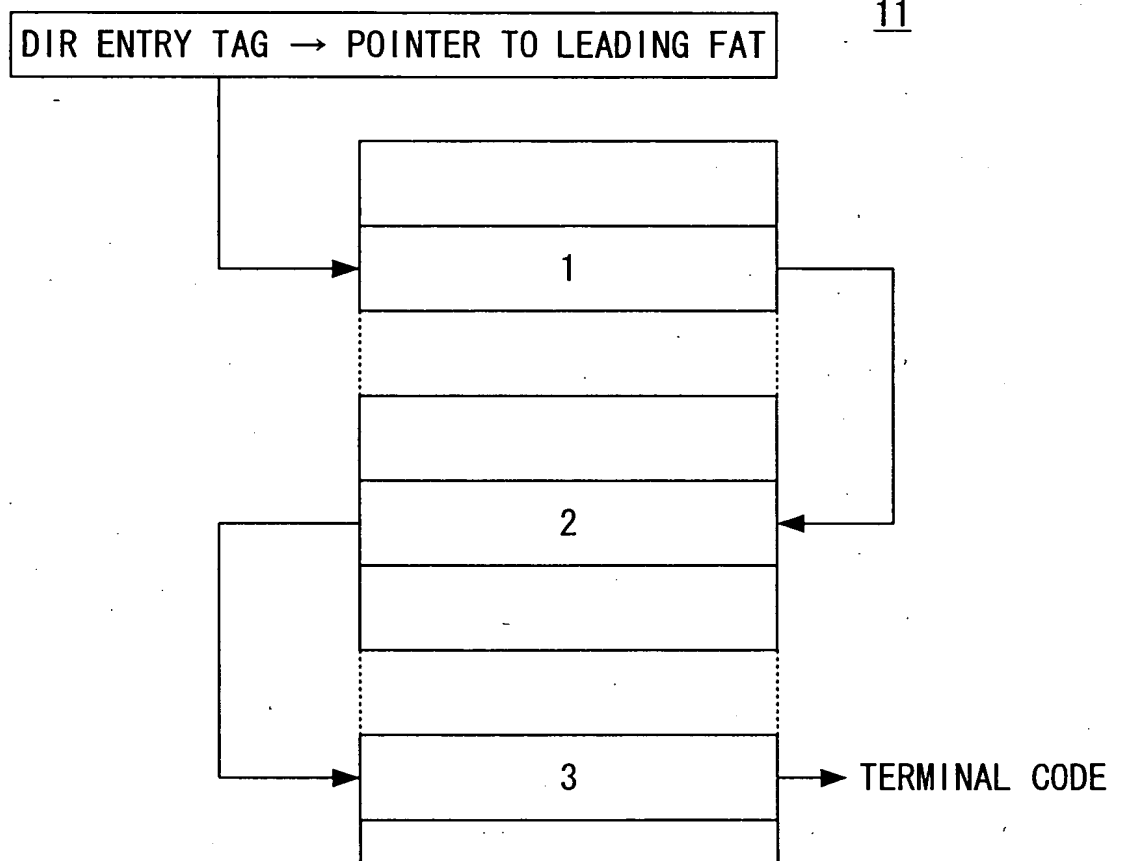 11
DIR ENTRY TAG → POINTER TO LEADING FAT
1
2
3
TERMINAL CODE